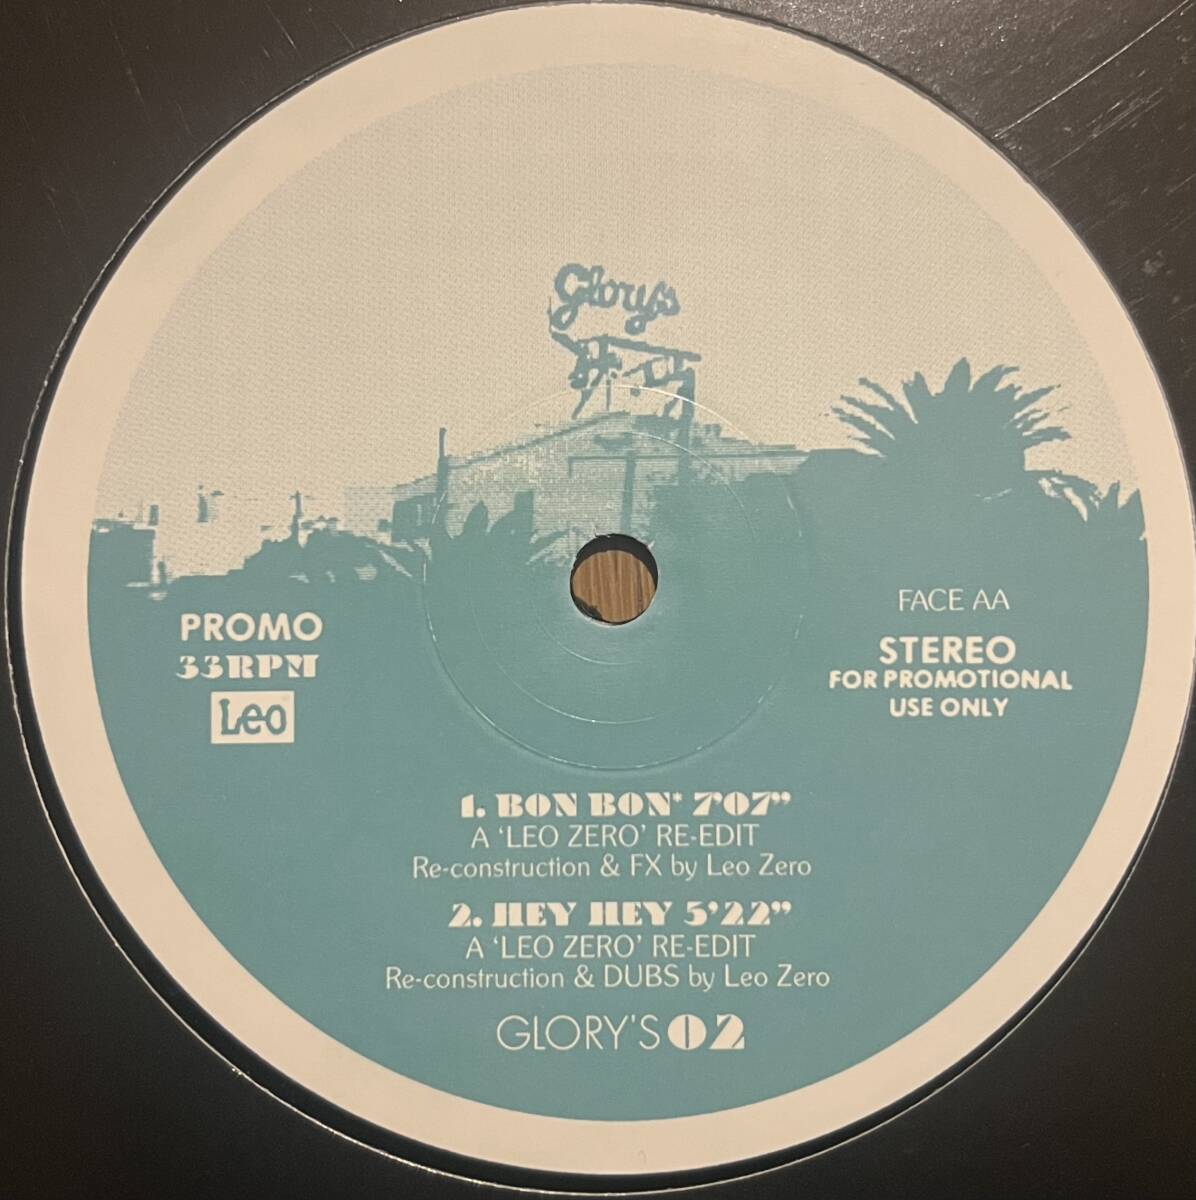 Glorys
PROMO
33RPM
Leo
FACE AA
STEREO
FOR PROMOTIONAL
USE ONLY
1. BON BON* 7'07"
A 'LEO ZERO' RE-EDIT
Re-construction & FX by Leo Zero
2. HEY HEY 5'22"
A 'LEO ZERO' RE-EDIT
Re-construction & DUBS by Leo Zero
GLORY'S 02